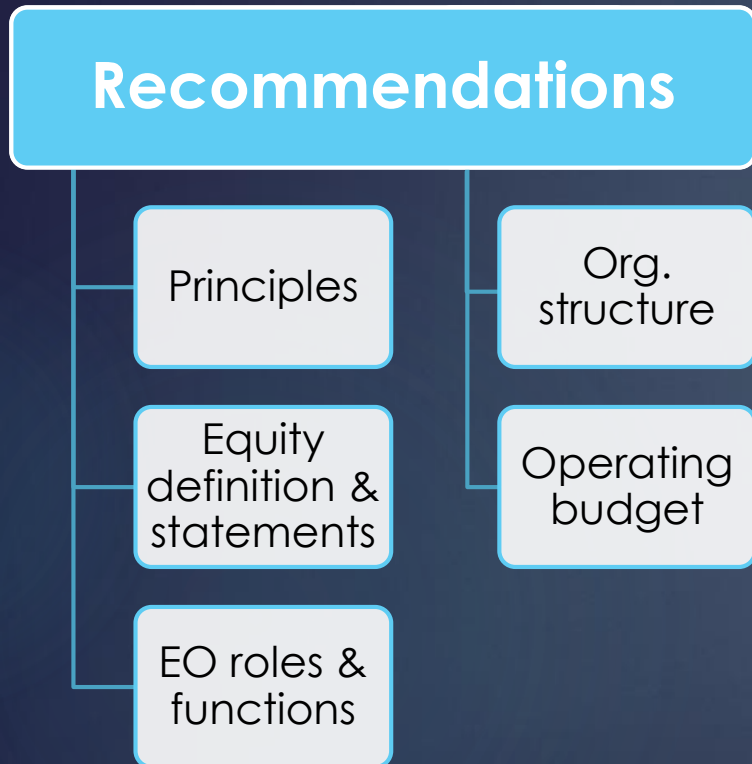 Recommendations
Principles
Equity
definition &
statements
EO roles &
functions
Org.
structure
Operating
budget